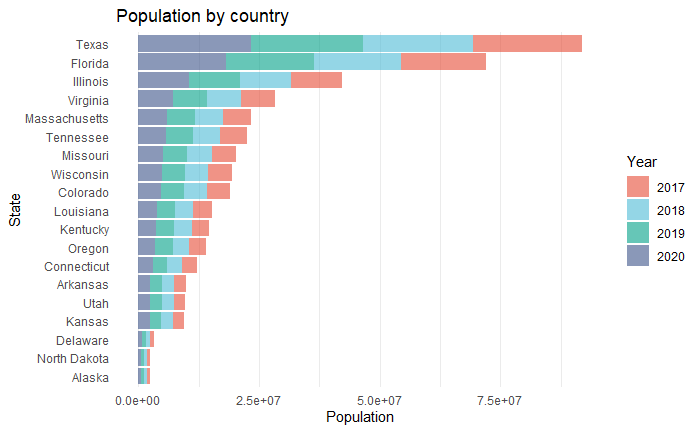 Population by country
Texas
Florida
Illinois
Virginia
Massachusetts
Tennessee
Missouri
Wisconsin
Colorado
Louisiana
Kentucky
Oregon
Connecticut
Arkansas
Utah
Kansas
Delaware
North Dakota
Alaska
State
0.0e+00 2.5e+07 5.0e+07 7.5e+07
Population
Year
2017
2018
2019
2020